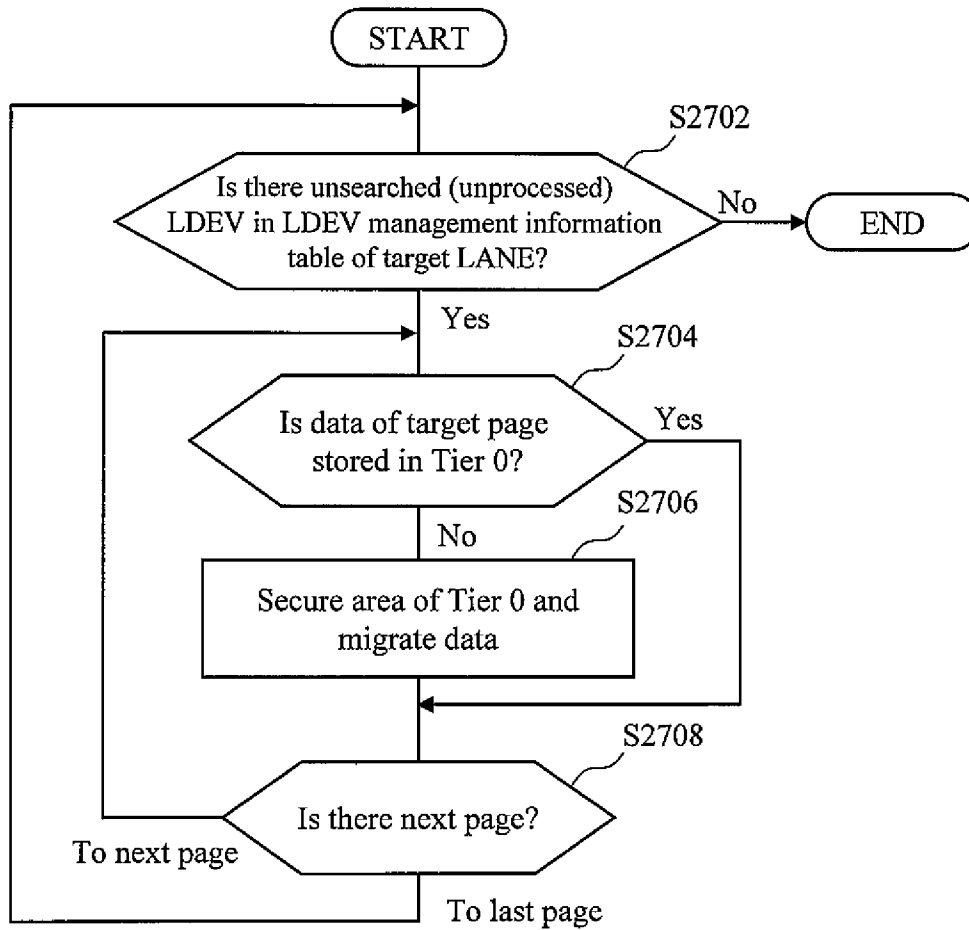 START
S2702
Is there unsearched (unprocessed)
LDEV in LDEV management information
table of target LANE?
No
END
Yes
S2704
Is data of target page
stored in Tier 0?
Yes
S2706
No
Secure area of Tier 0 and
migrate data
S2708
Is there next page?
To next page
To last page